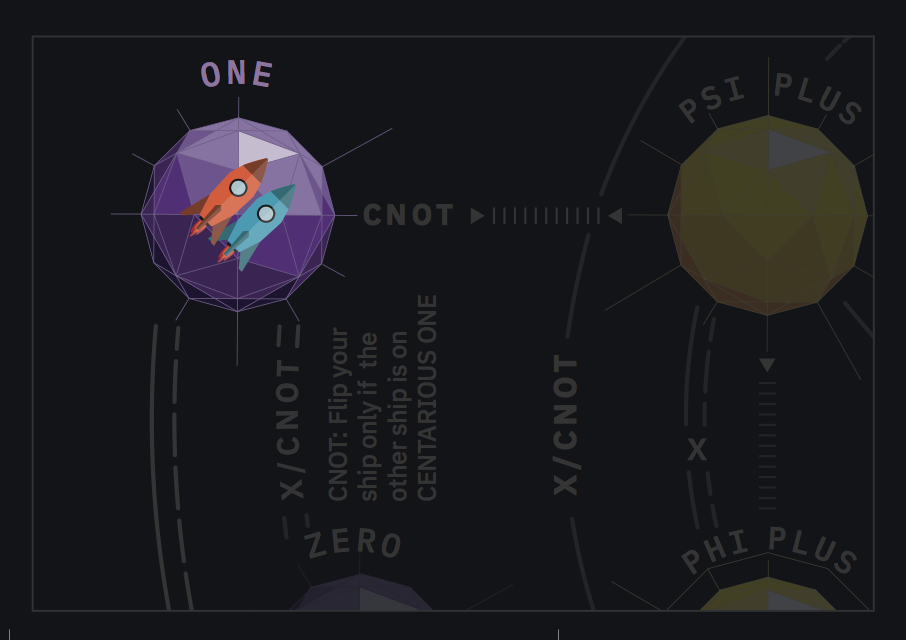 ONE
PSI PLUS
CNOT
X/CNOT
CNOT: Flip your
ship only if the
other ship is on
CENTARIOUS ONE
X/CNOT
X
ZERO
PHI PLUS